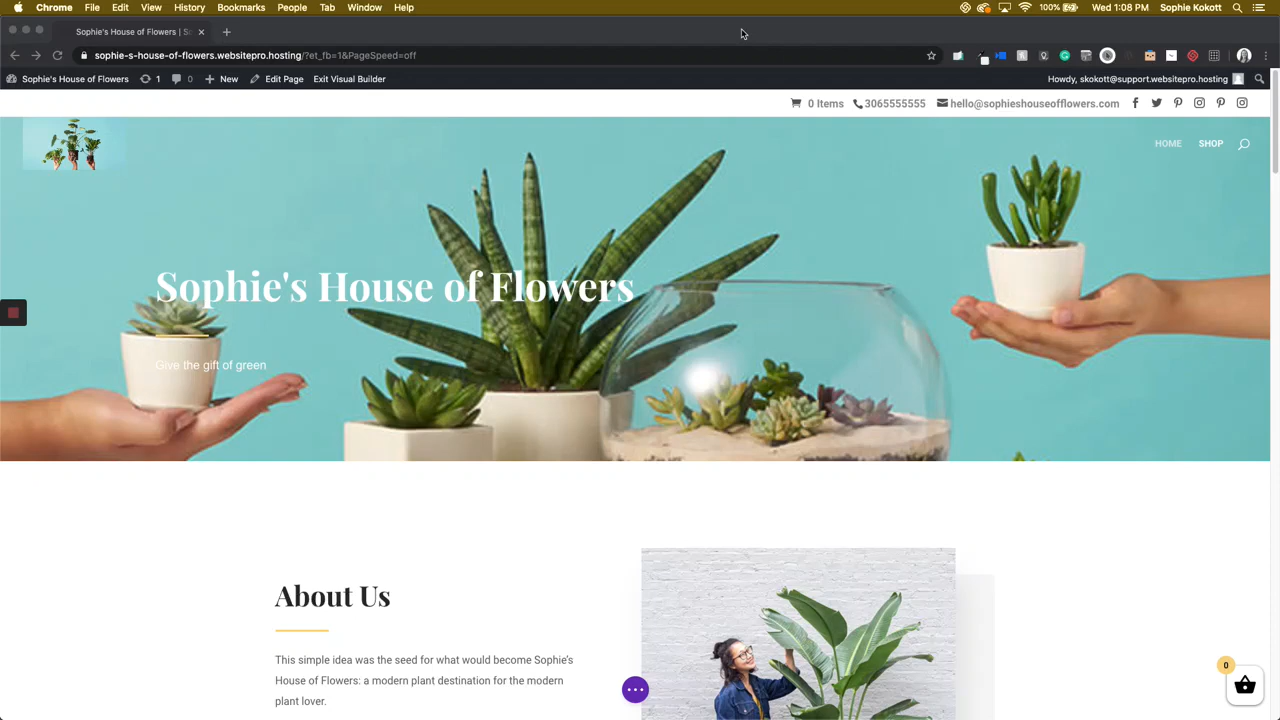 Chrome File Edit View History Bookmarks People Tab Window Help 100% Wed 1:08 PM Sophie Kokott
Sophie's House of Flowers | Sc
sophie-s-house-of-flowers.websitepro.hosting/?et_fb=1&PageSpeed=off
Sophie's House of Flowers 1 0 New Edit Page Exit Visual Builder Howdy, skokott@support.websitepro.hosting
0 Items 3065555555 hello@sophieshouseofflowers.com
HOME SHOP
Sophie's House of Flowers
Give the gift of green
About Us
This simple idea was the seed for what would become Sophie's
House of Flowers: a modern plant destination for the modern
plant lover.
0